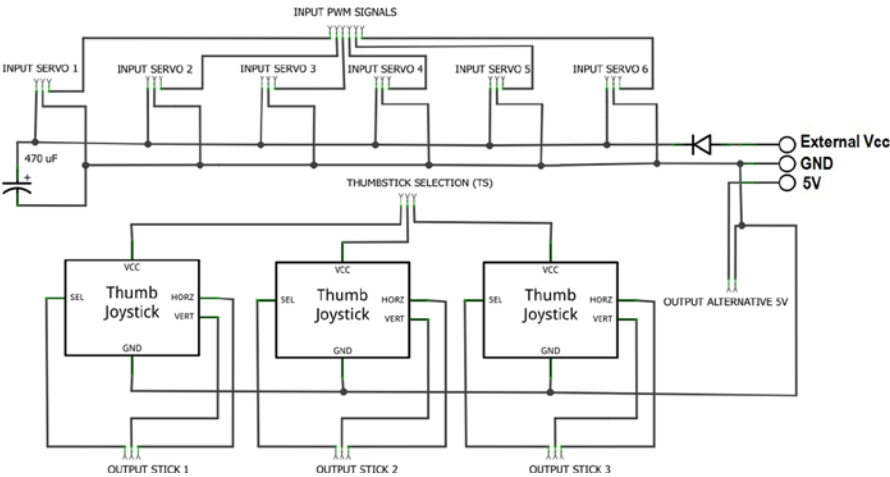 INPUT PWM SIGNALS
INPUT SERVO 1
INPUT SERVO 2
INPUT SERVO 3
INPUT SERVO 4
INPUT SERVO 5
INPUT SERVO 6
External Vcc
470 uF
+
GND
THUMBSTICK SELECTION (TS)
5V
VCC
VCC
VCC
SEL
Thumb
Joystick
HORZ
VERT
GND
SEL
Thumb
Joystick
HORZ
VERT
GND
SEL
Thumb
Joystick
HORZ
VERT
GND
OUTPUT ALTERNATIVE 5V
OUTPUT STICK 1
OUTPUT STICK 2
OUTPUT STICK 3